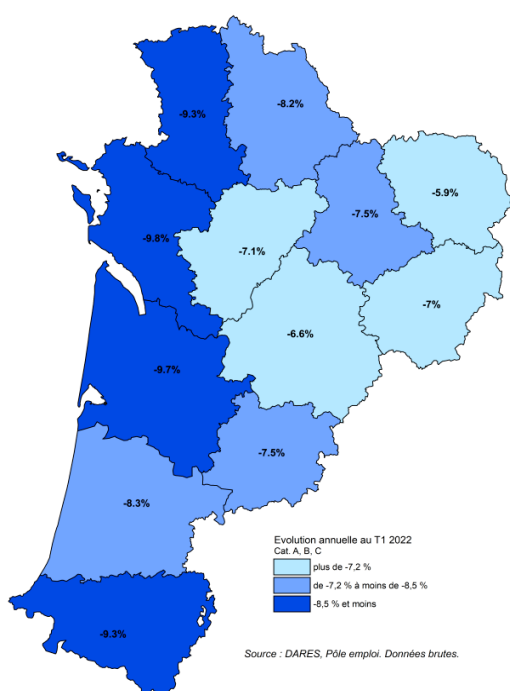 -9.3%
-8.2%
-5.9%
-7.5%
-9.8%
-7.1%
-7%
-6.6%
-9.7%
-7.5%
-8.3%
-9.3%
Evolution annuelle au T1 2022
Cat. A, B, C
plus de -7,2 %
de -7,2 % à moins de -8,5 %
-8,5 % et moins
Source : DARES, Pôle emploi. Données brutes.